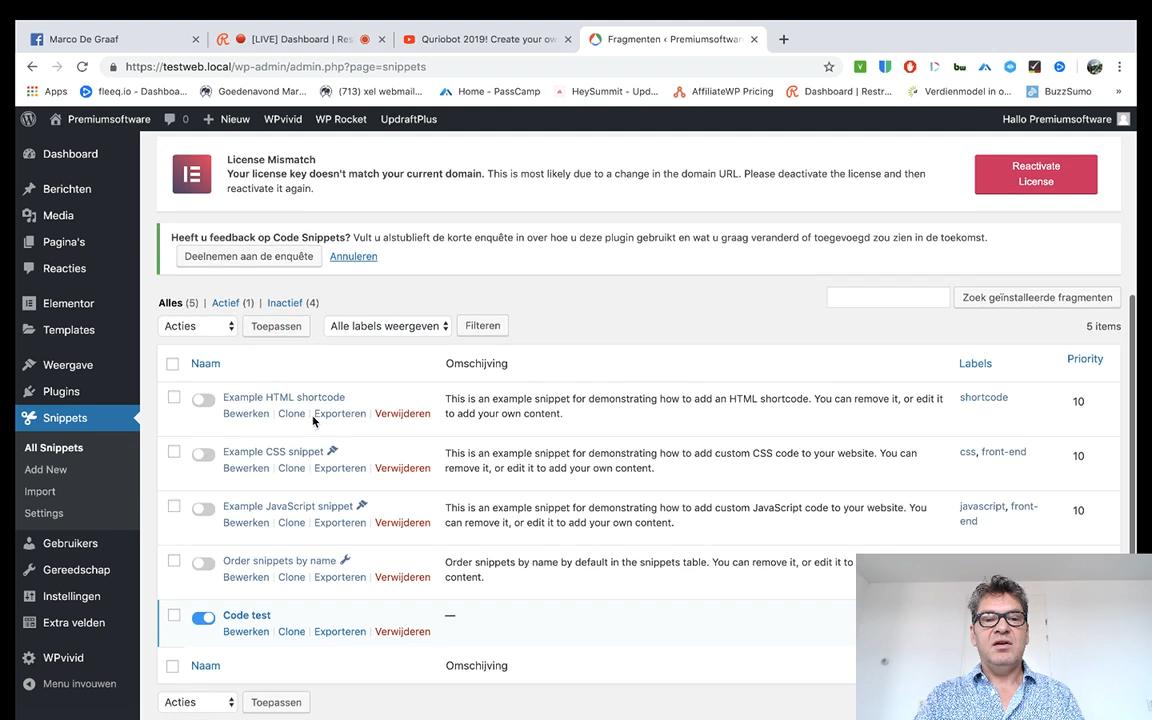 Marco De Graaf
[LIVE] Dashboard | Res
Quriobot 2019! Create your ow
Fragmenten ‹ Premiumsoftwar
https://testweb.local/wp-admin/admin.php?page=snippets
Apps
fleeq.io - Dashboa...
Goedenavond Mar...
(713) xel webmail...
Home - PassCamp
HeySummit - Upd...
AffiliateWP Pricing
Dashboard | Restr...
Verdienmodel in o...
BuzzSumo
»
Premiumsoftware
0
Nieuw
WPvivid
WP Rocket
UpdraftPlus
Hallo Premiumsoftware
Dashboard
Berichten
Media
Pagina's
Reacties
Elementor
Templates
Weergave
Plugins
Snippets
All Snippets
Add New
Import
Settings
Gebruikers
Gereedschap
Instellingen
Extra velden
WPvivid
Menu invouwen
License Mismatch
Your license key doesn't match your current domain. This is most likely due to a change in the domain URL. Please deactivate the license and then
reactivate it again.
Reactivate
License
Heeft u feedback op Code Snippets? Vult u alstublieft de korte enquête in over hoe u deze plugin gebruikt en wat u graag veranderd of toegevoegd zou zien in de toekomst.
Deelnemen aan de enquête
Annuleren
Alles (5) | Actief (1) | Inactief (4)
Zoek geïnstalleerde fragmenten
Acties
Toepassen
Alle labels weergeven
Filteren
5 items
Naam
Omschijving
Labels
Priority
Example HTML shortcode
Bewerken | Clone | Exporteren | Verwijderen
This is an example snippet for demonstrating how to add an HTML shortcode. You can remove it, or edit it
to add your own content.
shortcode
10
Example CSS snippet
Bewerken | Clone | Exporteren | Verwijderen
This is an example snippet for demonstrating how to add custom CSS code to your website. You can
remove it, or edit it to add your own content.
css, front-end
10
Example JavaScript snippet
Bewerken | Clone | Exporteren | Verwijderen
This is an example snippet for demonstrating how to add custom JavaScript code to your website. You
can remove it, or edit it to add your own content.
javascript, front-
end
10
Order snippets by name
Bewerken | Clone | Exporteren | Verwijderen
Order snippets by name by default in the snippets table. You can remove it, or edit it to
content.
Code test
Bewerken | Clone | Exporteren | Verwijderen
—
Naam
Omschijving
Acties
Toepassen